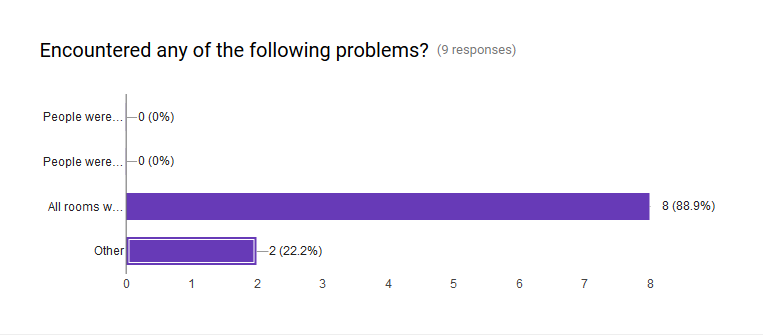 Encountered any of the following problems? (9 responses)
People were... 0 (0%)
People were... 0 (0%)
All rooms w... 8 (88.9%)
Other 2 (22.2%)
0 1 2 3 4 5 6 7 8